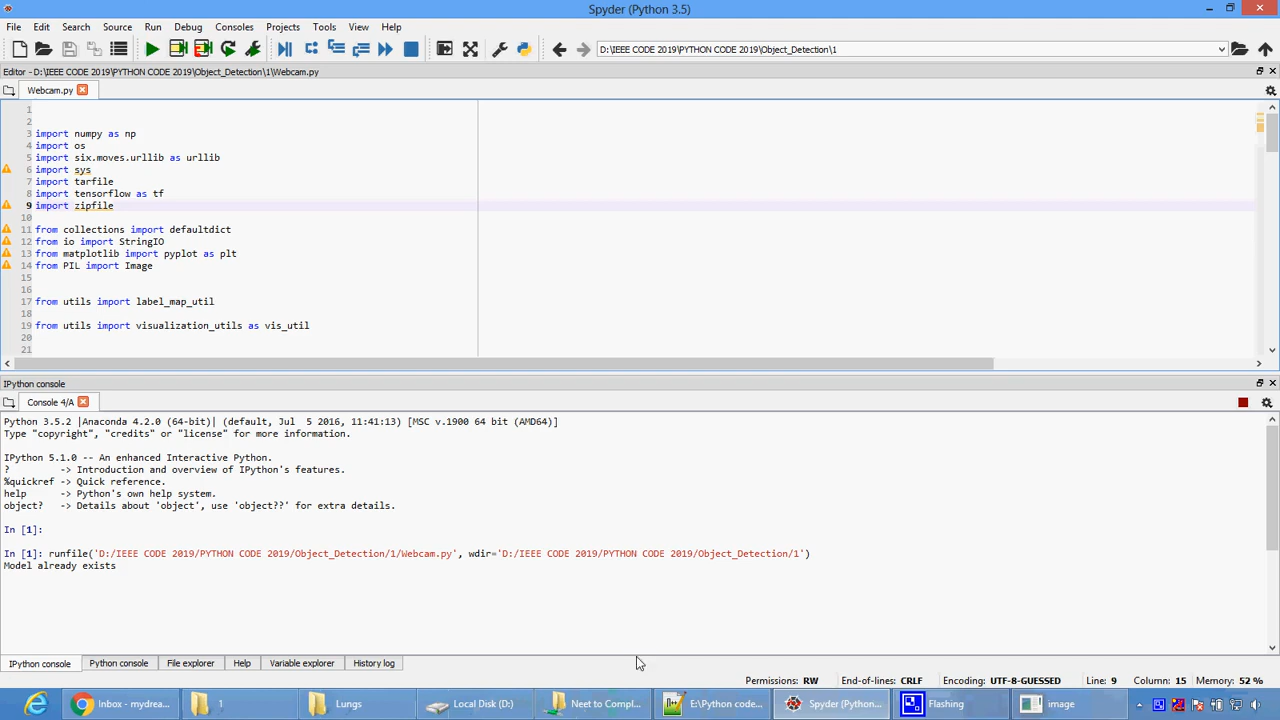 Spyder (Python 3.5)
File Edit Search Source Run Debug Consoles Projects Tools View Help
D:\IEEE CODE 2019\PYTHON CODE 2019\Object_Detection\1
Editor - D:\IEEE CODE 2019\PYTHON CODE 2019\Object_Detection\1\Webcam.py
Webcam.py
1
2
3 import numpy as np
4 import os
5 import six.moves.urllib as urllib
6 import sys
7 import tarfile
8 import tensorflow as tf
9 import zipfile
10
11 from collections import defaultdict
12 from io import StringIO
13 from matplotlib import pyplot as plt
14 from PIL import Image
15
16
17 from utils import label_map_util
18
19 from utils import visualization_utils as vis_util
20
21
IPython console
Console 4/A
Python 3.5.2 |Anaconda 4.2.0 (64-bit)| (default, Jul  5 2016, 11:41:13) [MSC v.1900 64 bit (AMD64)]
Type "copyright", "credits" or "license" for more information.
IPython 5.1.0 -- An enhanced Interactive Python.
?         -> Introduction and overview of IPython's features.
%quickref -> Quick reference.
help      -> Python's own help system.
object?   -> Details about 'object', use 'object??' for extra details.
In [1]:
In [1]: runfile('D:/IEEE CODE 2019/PYTHON CODE 2019/Object_Detection/1/Webcam.py', wdir='D:/IEEE CODE 2019/PYTHON CODE 2019/Object_Detection/1')
Model already exists
IPython console Python console File explorer Help Variable explorer History log
Permissions: RW End-of-lines: CRLF Encoding: UTF-8-GUESSED Line: 9 Column: 15 Memory: 52 %
Inbox - mydrea... 1 Lungs Local Disk (D:) Neet to Compl... E:\Python code... Spyder (Python... Flashing image